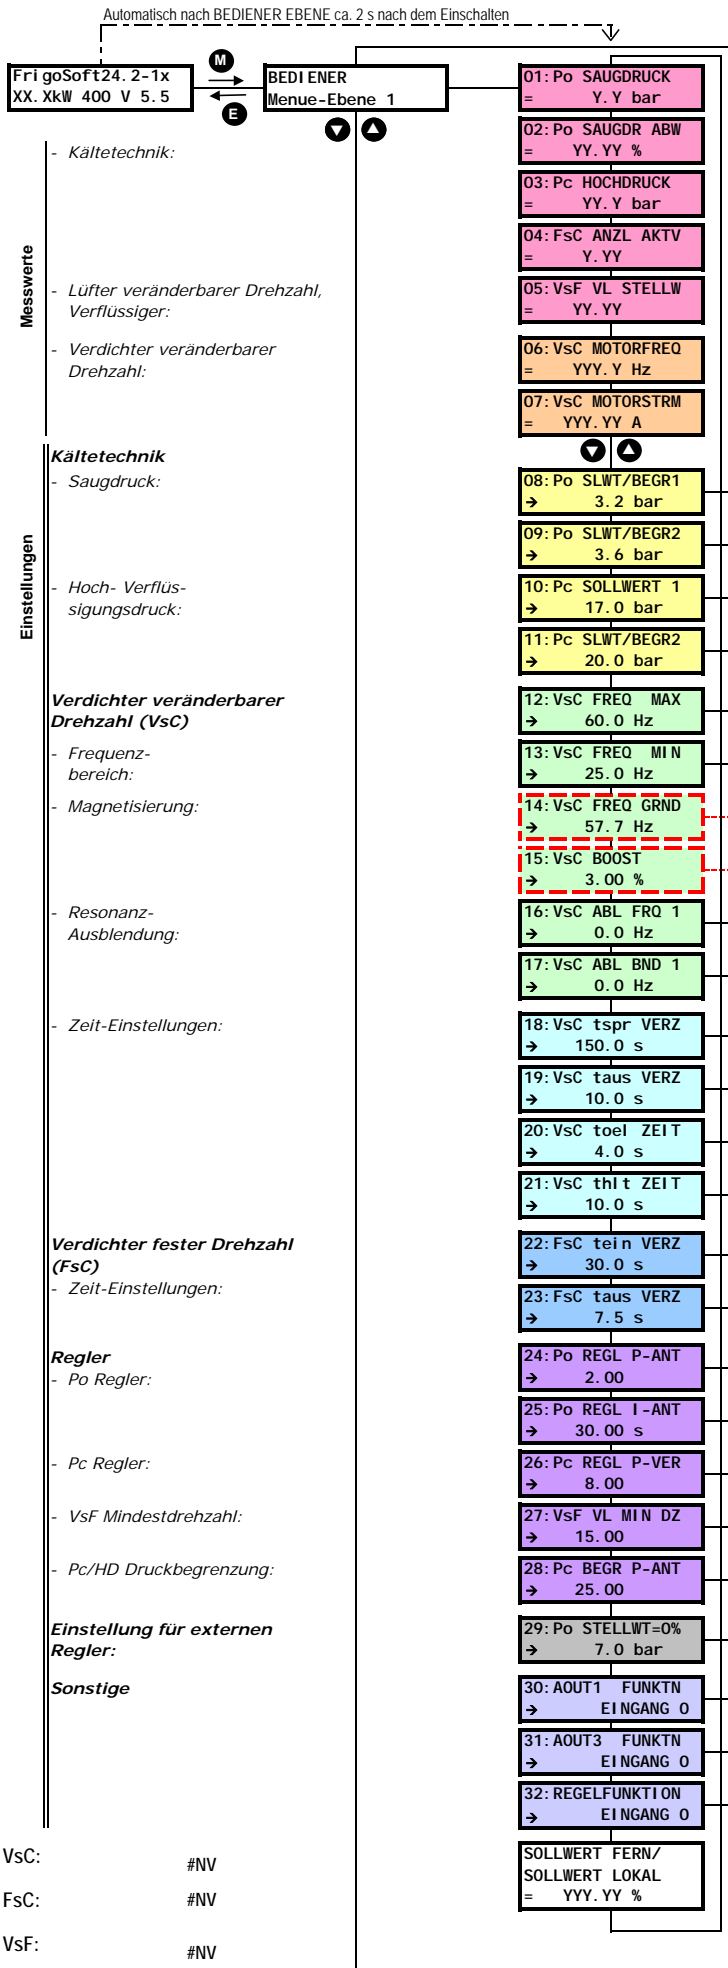 Automatisch nach BEDIENER EBENE ca. 2 s nach dem Einschalten
M
FrigoSoft24.2-1x
XX.XkW 400 V 5.5
E
BEDIENER
Menue-Ebene 1
01:Po SAUGDRUCK
= Y.Y bar
02:Po SAUGDR ABW
= YY.YY %
Messwerte
- Kältetechnik:
03:Pc HOCHDRUCK
= YY.Y bar
04:FsC ANZL AKTV
= Y.YY
- Lüfter veränderbarer Drehzahl,
Verflüssiger:
05:VsF VL STELLW
= YY.YY
- Verdichter veränderbarer
Drehzahl:
06:VsC MOTORFREQ
= YYY.Y Hz
07:VsC MOTORSTRM
= YYY.YY A
Einstellungen
Kältetechnik
- Saugdruck:
08:Po SLWT/BEGR1
→ 3.2 bar
09:Po SLWT/BEGR2
→ 3.6 bar
- Hoch- Verflüs-
sigungsdruck:
10:Pc SOLLWERT 1
→ 17.0 bar
11:Pc SLWT/BEGR2
→ 20.0 bar
Verdichter veränderbarer
Drehzahl (VsC)
12:VsC FREQ MAX
→ 60.0 Hz
- Frequenz-
bereich:
13:VsC FREQ MIN
→ 25.0 Hz
- Magnetisierung:
14:VsC FREQ GRND
→ 57.7 Hz
15:VsC BOOST
→ 3.00 %
- Resonanz-
Ausblendung:
16:VsC ABL FRQ 1
→ 0.0 Hz
17:VsC ABL BND 1
→ 0.0 Hz
- Zeit-Einstellungen:
18:VsC tspr VERZ
→ 150.0 s
19:VsC taus VERZ
→ 10.0 s
20:VsC toel ZEIT
→ 4.0 s
21:VsC thlt ZEIT
→ 10.0 s
Verdichter fester Drehzahl
(FsC)
22:FsC tein VERZ
→ 30.0 s
- Zeit-Einstellungen:
23:FsC taus VERZ
→ 7.5 s
Regler
- Po Regler:
24:Po REGL P-ANT
→ 2.00
25:Po REGL I-ANT
→ 30.00 s
- Pc Regler:
26:Pc REGL P-VER
→ 8.00
- VsF Mindestdrehzahl:
27:VsF VL MIN DZ
→ 15.00
- Pc/HD Druckbegrenzung:
28:Pc BEGR P-ANT
→ 25.00
Einstellung für externen
Regler:
29:Po STELLWT=0%
→ 7.0 bar
Sonstige
30:AOUT1 FUNKTN
→ EINGANG 0
31:AOUT3 FUNKTN
→ EINGANG 0
32:REGELFUNKTION
→ EINGANG 0
SOLLWERT FERN/
SOLLWERT LOKAL
= YYY.YY %
VsC: #NV
FsC: #NV
VsF: #NV